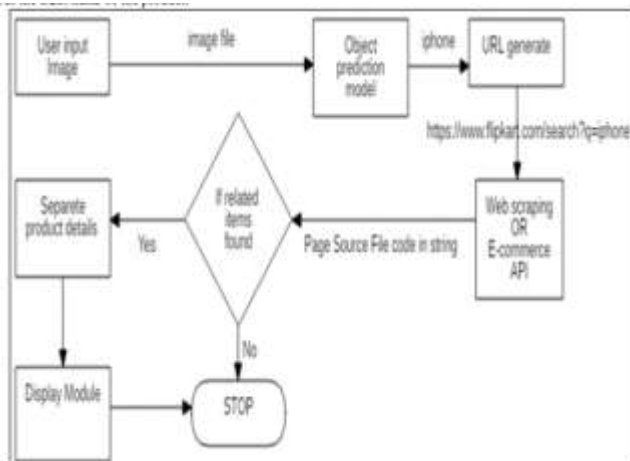 User input
Image
image file
Object
prediction
model
iphone
URL generate
https://www.flipkart.com/search?q=iphone
Separete
product details
Yes
If related
items
found
Page Source File code in string
Web scraping
OR
E-commerce
API
No
Display Module
STOP